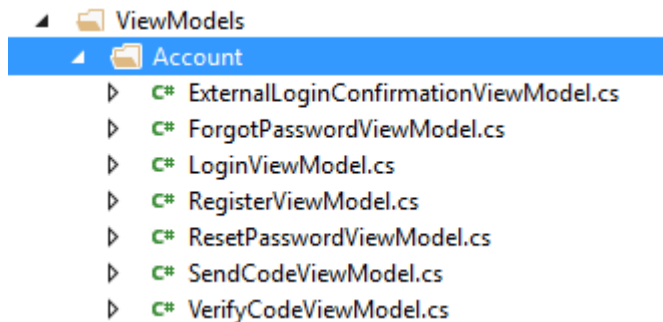 ViewModels
Account
C# ExternalLoginConfirmationViewModel.cs
C# ForgotPasswordViewModel.cs
C# LoginViewModel.cs
C# RegisterViewModel.cs
C# ResetPasswordViewModel.cs
C# SendCodeViewModel.cs
C# VerifyCodeViewModel.cs